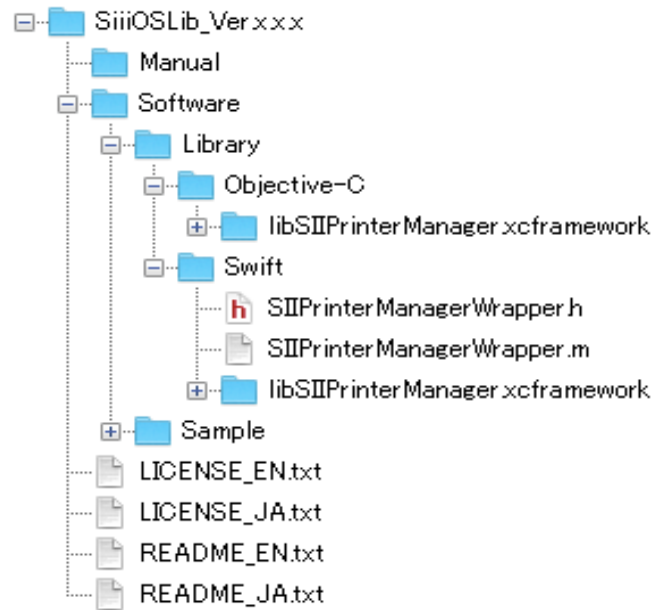 SiiiOSLib_Ver.x.x.x
Manual
Software
Library
Objective-C
libSIIPrinterManager.xcframework
Swift
h SIIPrinterManagerWrapper.h
SIIPrinterManagerWrapper.m
libSIIPrinterManager.xcframework
Sample
LICENSE_EN.txt
LICENSE_JA.txt
README_EN.txt
README_JA.txt